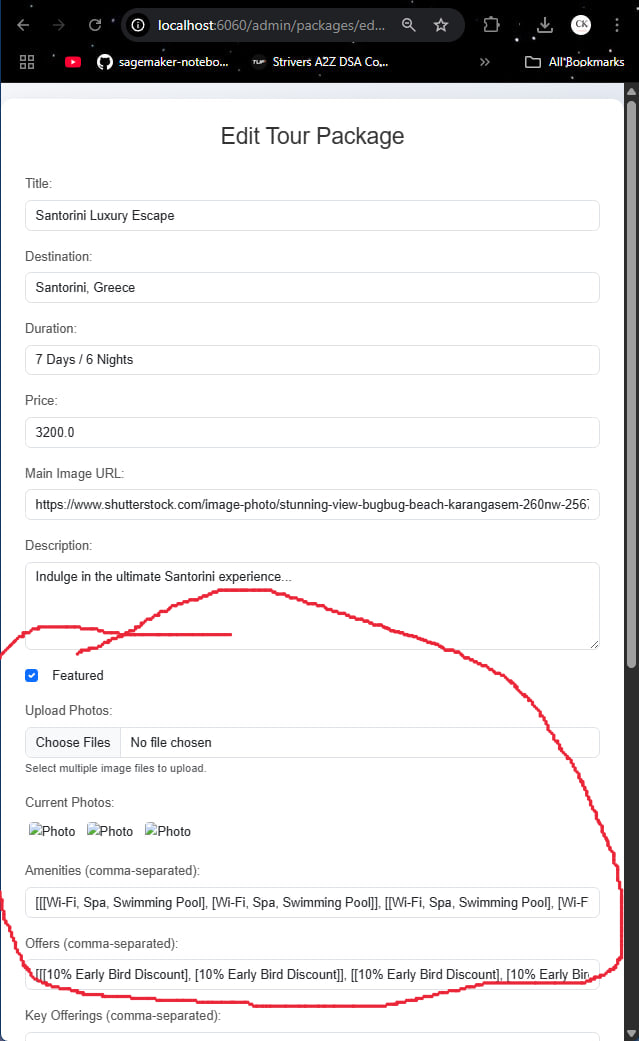 localhost:6060/admin/packages/ed...
CK
sagemaker-notebo...
TUF
Strivers A2Z DSA Co...
»
All Bookmarks
Edit Tour Package
Title:
Santorini Luxury Escape
Destination:
Santorini, Greece
Duration:
7 Days / 6 Nights
Price:
3200.0
Main Image URL:
https://www.shutterstock.com/image-photo/stunning-view-bugbug-beach-karangasem-260nw-2567
Description:
Indulge in the ultimate Santorini experience...
Featured
Upload Photos:
Choose Files No file chosen
Select multiple image files to upload.
Current Photos:
Photo Photo Photo
Amenities (comma-separated):
[[[Wi-Fi, Spa, Swimming Pool], [Wi-Fi, Spa, Swimming Pool]], [[Wi-Fi, Spa, Swimming Pool], [Wi-F
Offers (comma-separated):
[[[10% Early Bird Discount], [10% Early Bird Discount]], [[10% Early Bird Discount], [10% Early Bir
Key Offerings (comma-separated):